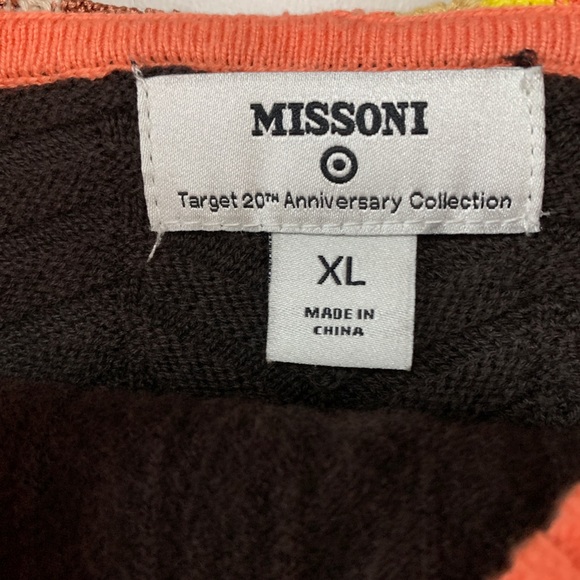 MISSONI
Target 20TH Anniversary Collection
XL
MADE IN
CHINA